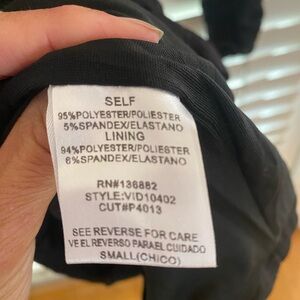 SELF
95%POLYESTER/POLIESTER
5%SPANDEX/ELASTANO
LINING
94%POLYESTER/POLIESTER
6%SPANDEX/ELASTANO
RN#136882
STYLE:VID10402
CUT#P4013
SEE REVERSE FOR CARE
VE EL REVERSO PARAEL CUIDADO
SMALL(CHICO)